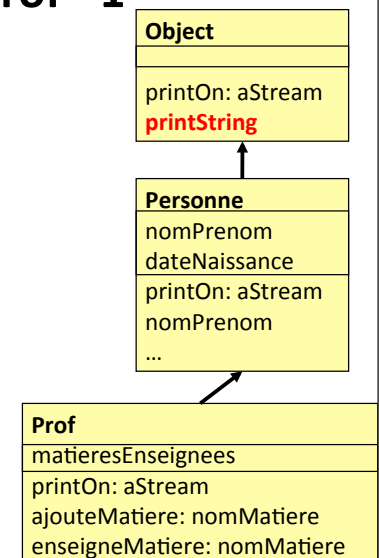 Object
printOn: aStream
printString
Personne
nomPrenom
dateNaissance
printOn: aStream
nomPrenom
...
Prof
matieresEnseignees
printOn: aStream
ajouteMatiere: nomMatiere
enseigneMatiere: nomMatiere